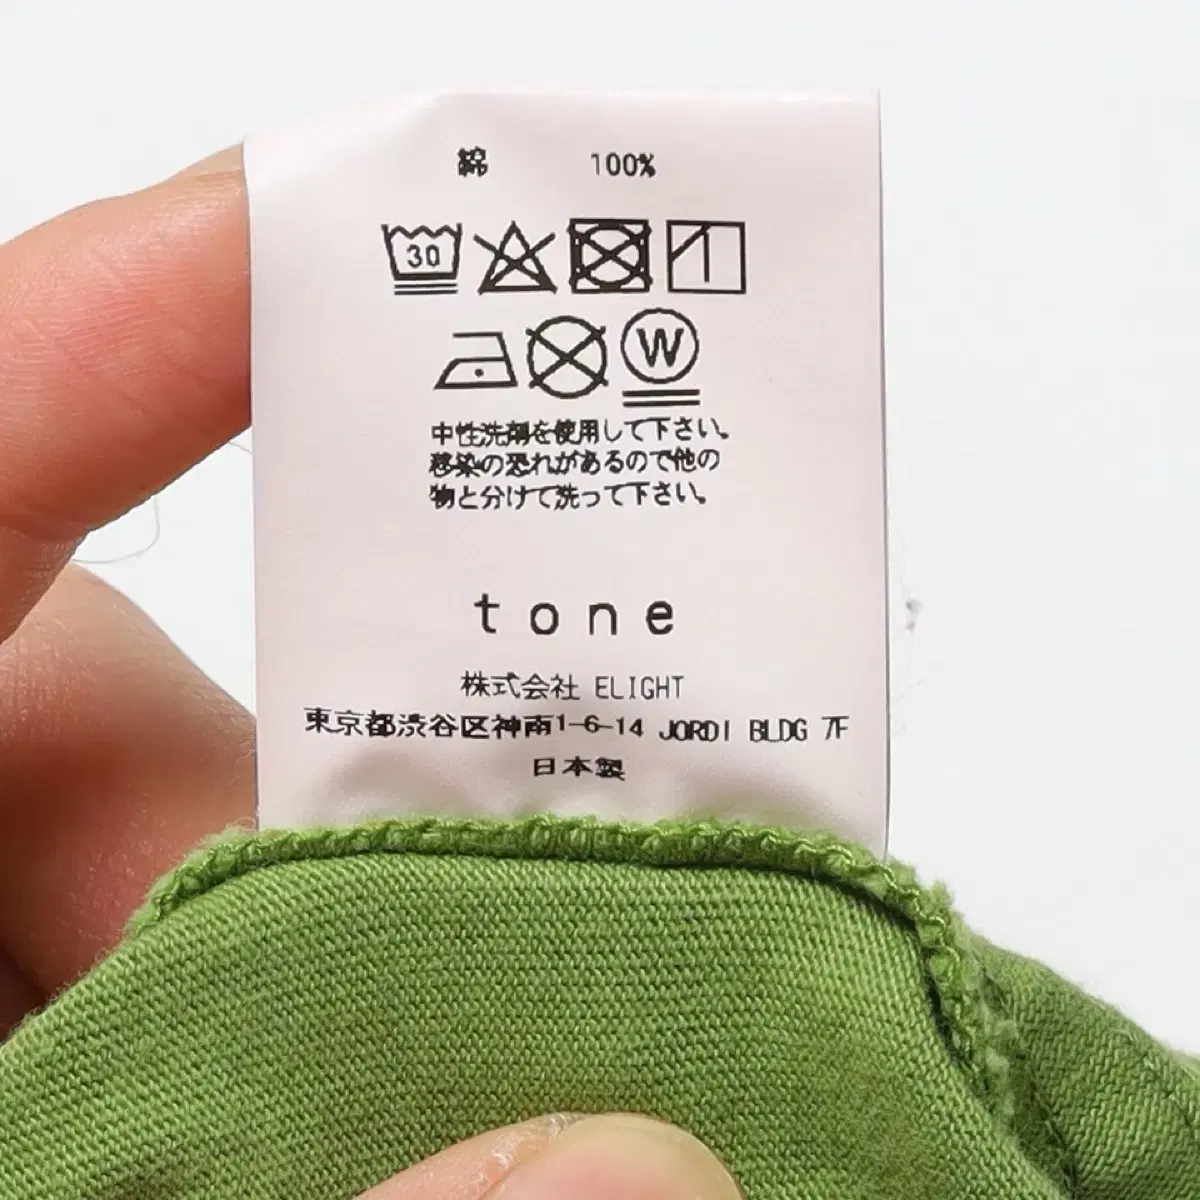 綿 100%
30
W
中性洗剤を使用して下さい。
移染の恐れがあるので他の
物と分けて洗って下さい。
tone
株式会社 ELIGHT
東京都渋谷区神南1-6-14 JORDI BLDG 7F
日本製